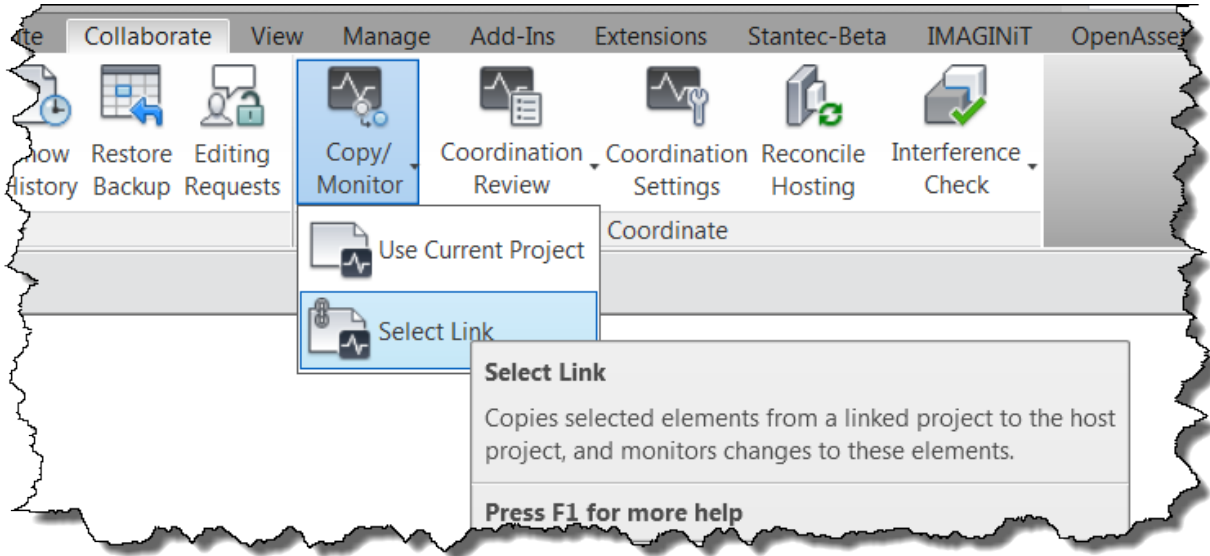 Collaborate View Manage Add-Ins Extensions Stantec-Beta IMAGINiT OpenAsset
Restore Editing Copy/ Coordination Coordination Reconcile Interference
History Backup Requests Monitor Review Settings Hosting Check
Coordinate
Use Current Project
Select Link
Select Link
Copies selected elements from a linked project to the host
project, and monitors changes to these elements.
Press F1 for more help